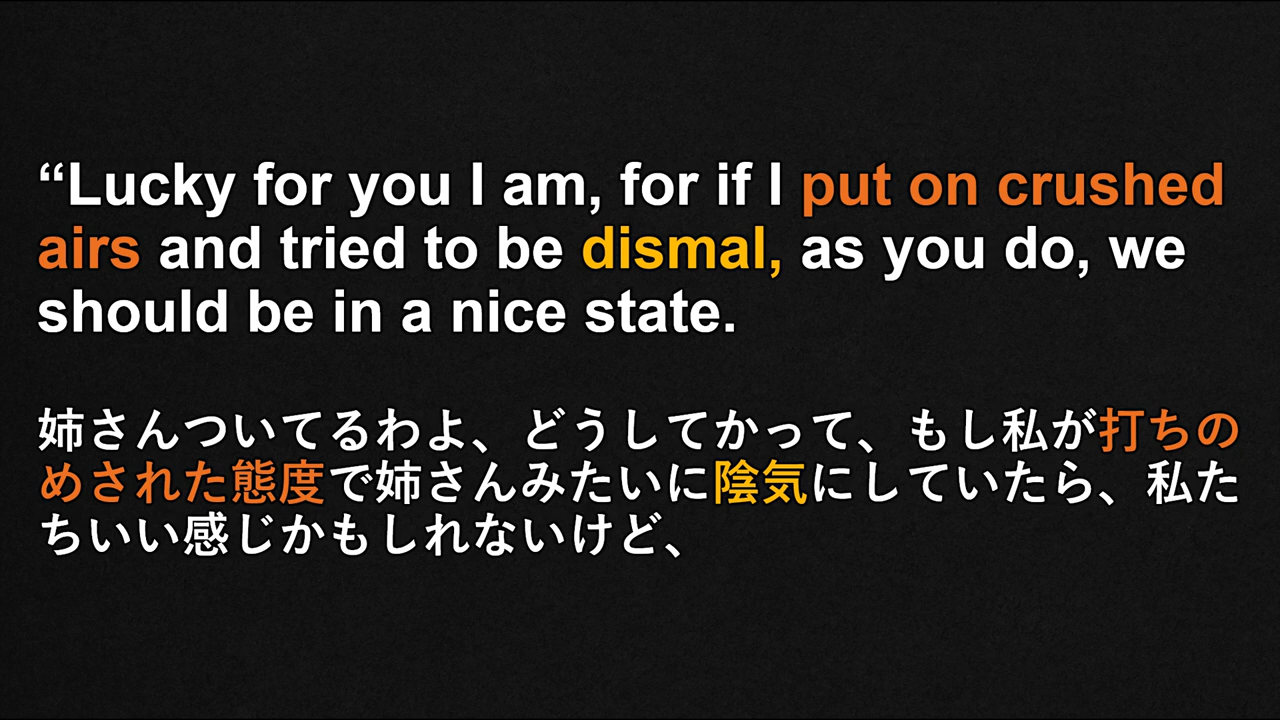 “Lucky for you I am, for if I put on crushed
airs and tried to be dismal, as you do, we
should be in a nice state.
姉さんついてるわよ、どうしてかって、もし私が打ちの
めされた態度で姉さんみたいに陰気にしていたら、私た
ちいい感じかもしれないけど、